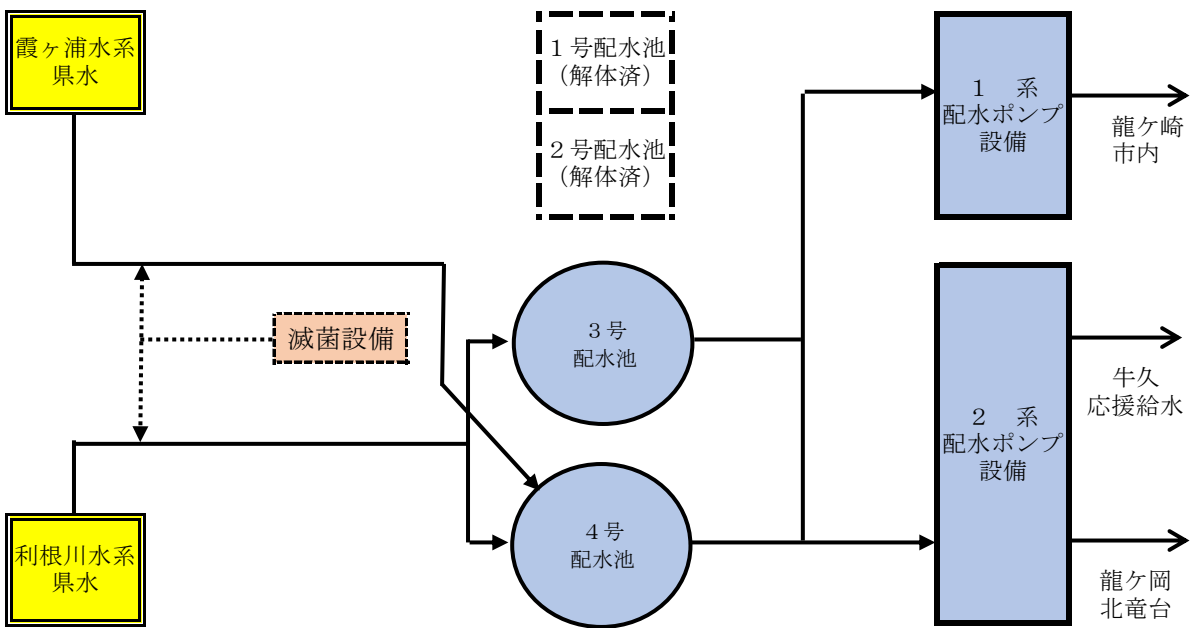 霞ヶ浦水系
県水
１号配水池
（解体済）
２号配水池
（解体済）
１　系
配水ポンプ
設備
龍ケ崎
市内
滅菌設備
３号
配水池
牛久
応援給水
２　系
配水ポンプ
設備
利根川水系
県水
４号
配水池
龍ケ岡
北竜台